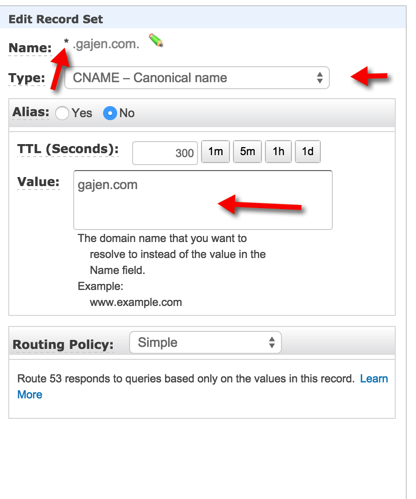 Edit Record Set
Name: * .gajen.com.
Type: CNAME – Canonical name
Alias: Yes No
TTL (Seconds): 300 1m 5m 1h 1d
Value: gajen.com
The domain name that you want to
resolve to instead of the value in the
Name field.
Example:
www.example.com
Routing Policy: Simple
Route 53 responds to queries based only on the values in this record. Learn
More